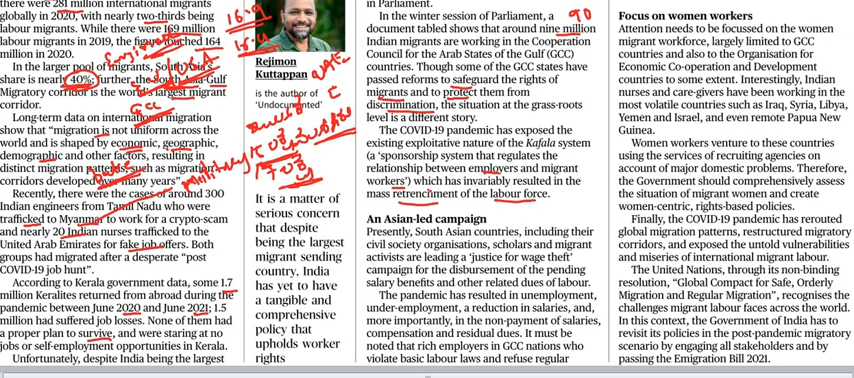 there were 281 million international migrants
globally in 2020, with nearly two-thirds being
labour migrants. While there were 169 million
labour migrants in 2019, the figure touched 164
million in 2020.
In the larger pool of migrants, South Asia's
share is nearly 40%; further, the South Asia-Gulf
Migratory corridor is the world's largest migrant
corridor.
Long-term data on international migration
show that "migration is not uniform across the
world and is shaped by economic, geographic,
demographic and other factors, resulting in
distinct migration patterns, such as migration
corridors developed over many years".
Recently, there were the cases of around 300
Indian engineers from Tamil Nadu who were
trafficked to Myanmar to work for a crypto-scam
and nearly 20 Indian nurses trafficked to the
United Arab Emirates for fake job offers. Both
groups had migrated after a desperate "post
COVID-19 job hunt".
According to Kerala government data, some 1.7
million Keralites returned from abroad during the
pandemic between June 2020 and June 2021; 1.5
million had suffered job losses. None of them had
a proper plan to survive, and were staring at no
jobs or self-employment opportunities in Kerala.
Unfortunately, despite India being the largest
16.9
GCC
Rejimon
Kuttappan
is the author of
'Undocumented'
It is a matter of
serious concern
that despite
being the largest
migrant sending
country, India
has yet to have
a tangible and
comprehensive
policy that
upholds worker
rights
in Parliament.
In the winter session of Parliament, a
document tabled shows that around nine million
90
Indian migrants are working in the Cooperation
Council for the Arab States of the Gulf (GCC)
countries. Though some of the GCC states have
passed reforms to safeguard the rights of
migrants and to protect them from
discrimination, the situation at the grass-roots
level is a different story.
The COVID-19 pandemic has exposed the
existing exploitative nature of the Kafala system
(a 'sponsorship system that regulates the
relationship between employers and migrant
workers') which has invariably resulted in the
mass retrenchment of the labour force.
An Asian-led campaign
Presently, South Asian countries, including their
civil society organisations, scholars and migrant
activists are leading a 'justice for wage theft'
campaign for the disbursement of the pending
salary benefits and other related dues of labour.
The pandemic has resulted in unemployment,
under-employment, a reduction in salaries, and,
more importantly, in the non-payment of salaries,
compensation and residual dues. It must be
noted that rich employers in GCC nations who
violate basic labour laws and refuse regular
Focus on women workers
Attention needs to be focussed on the women
migrant workforce, largely limited to GCC
countries and also to the Organisation for
Economic Co-operation and Development
countries to some extent. Interestingly, Indian
nurses and care-givers have been working in the
most volatile countries such as Iraq, Syria, Libya,
Yemen and Israel, and even remote Papua New
Guinea.
Women workers venture to these countries
using the services of recruiting agencies on
account of major domestic problems. Therefore,
the Government should comprehensively assess
the situation of migrant women and create
women-centric, rights-based policies.
Finally, the COVID-19 pandemic has rerouted
global migration patterns, restructured migratory
corridors, and exposed the untold vulnerabilities
and miseries of international migrant labour.
The United Nations, through its non-binding
resolution, "Global Compact for Safe, Orderly
Migration and Regular Migration", recognises the
challenges migrant labour faces across the world.
In this context, the Government of India has to
revisit its policies in the post-pandemic migratory
scenario by engaging all stakeholders and by
passing the Emigration Bill 2021.